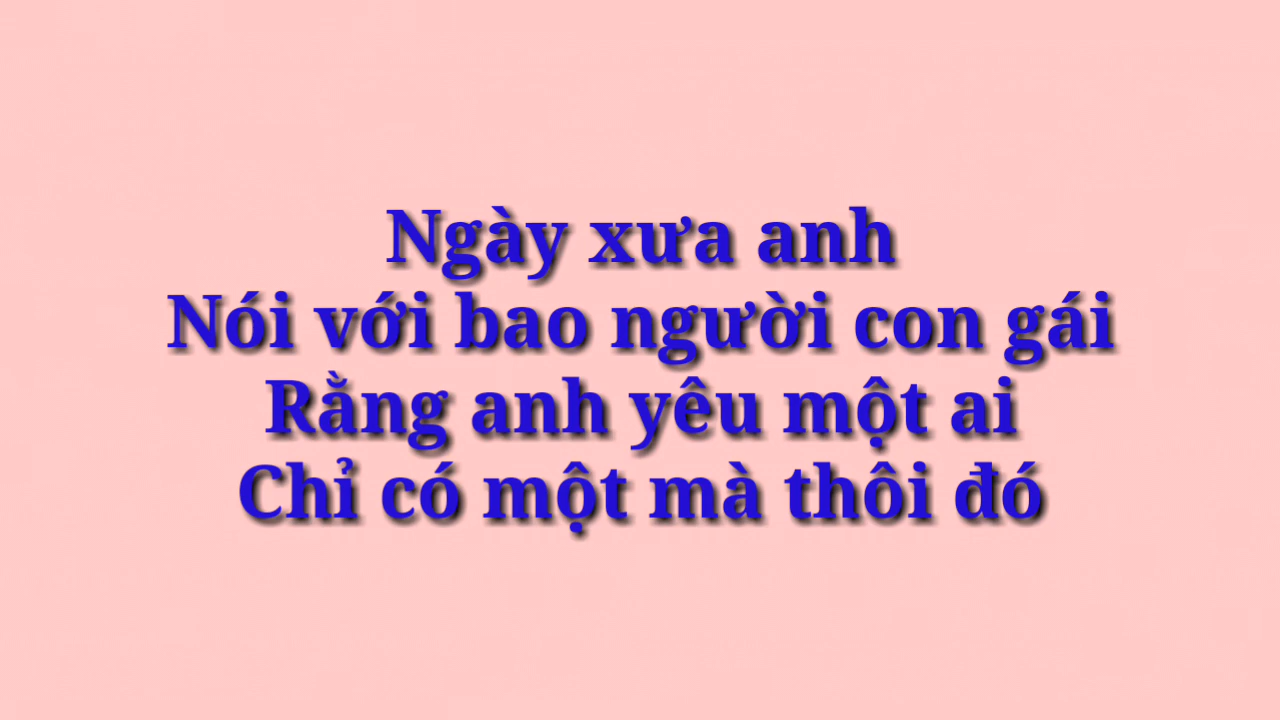 Ngày xưa anh
Nói với bao người con gái
Rằng anh yêu một ai
Chỉ có một mà thôi đó